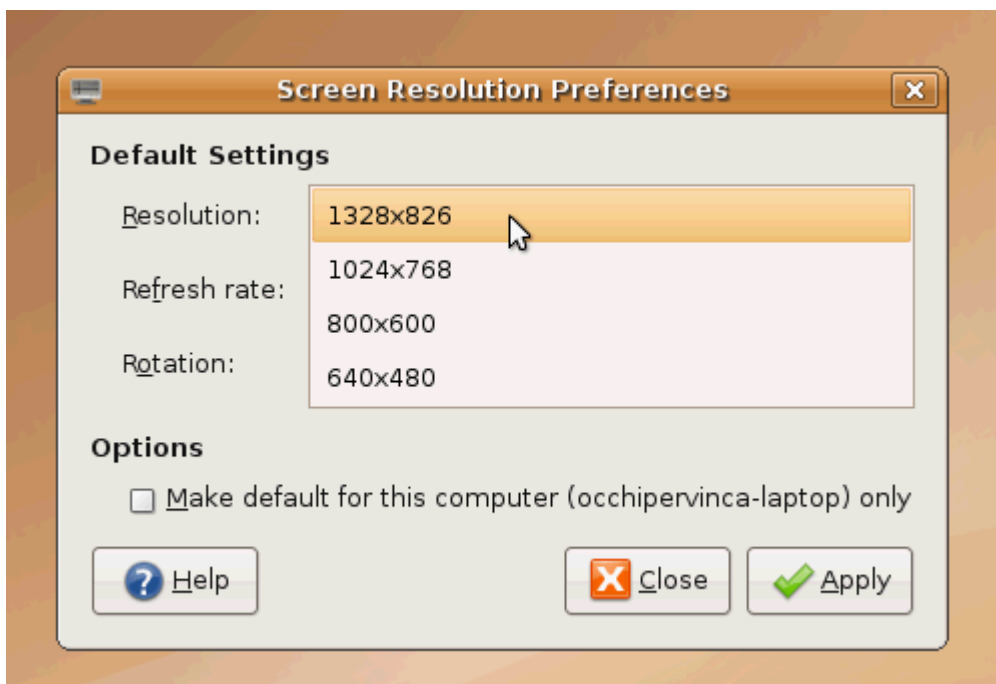 Screen Resolution Preferences
Default Settings
Resolution:
1328x826
1024x768
Refresh rate:
800x600
Rotation:
640x480
Options
Make default for this computer (occhipervinca-laptop) only
Help
Close
Apply